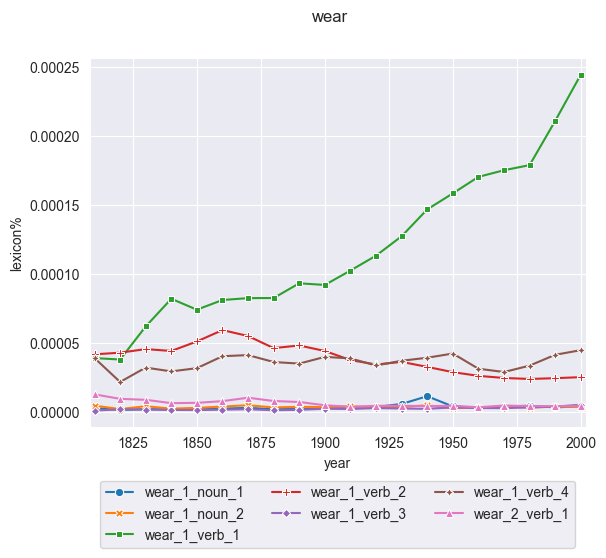 wear
0.00025
0.00020
0.00015
0.00010
0.00005
0.00000
lexicon%
1825 1850 1875 1900 1925 1950 1975 2000
year
wear_1_noun_1 wear_1_verb_2 wear_1_verb_4
wear_1_noun_2 wear_1_verb_3 wear_2_verb_1
wear_1_verb_1